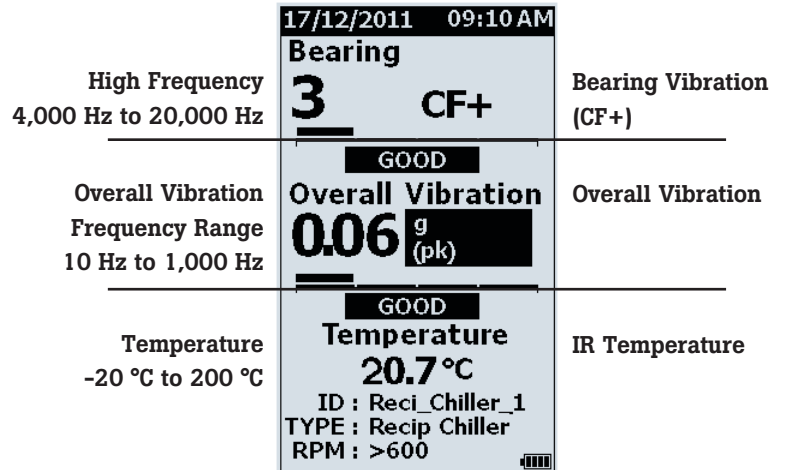 17/12/2011 09:10 AM
Bearing
High Frequency
4,000 Hz to 20,000 Hz
3 CF+
Bearing Vibration
(CF+)
GOOD
Overall Vibration
Frequency Range
10 Hz to 1,000 Hz
Overall Vibration
0.06 g
(pk)
Overall Vibration
GOOD
Temperature
-20 °C to 200 °C
Temperature
20.7 °C
IR Temperature
ID : Reci_Chiller_1
TYPE : Recip Chiller
RPM : >600